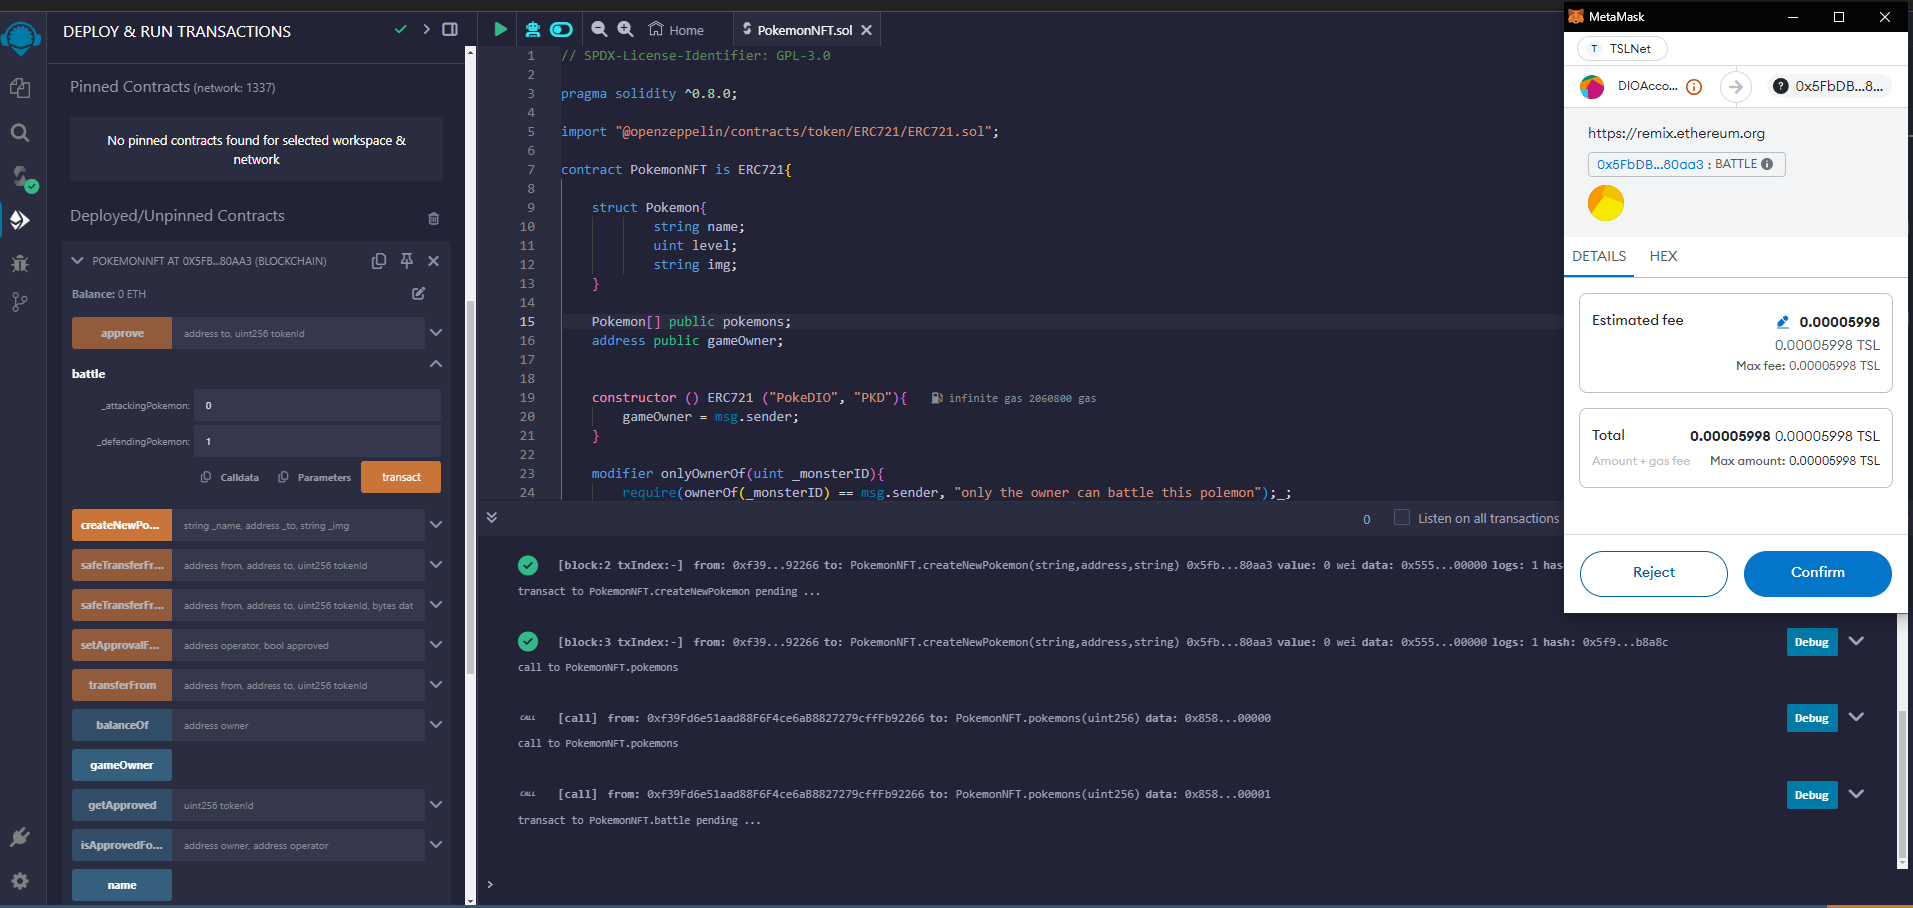 DEPLOY & RUN TRANSACTIONS
Pinned Contracts (network: 1337)
No pinned contracts found for selected workspace &
network
Deployed/Unpinned Contracts
POKEMONNFT AT 0X5FB...80AA3 (BLOCKCHAIN)
Balance: 0 ETH
approve address to, uint256 tokenId
battle
_attackingPokemon: 0
_defendingPokemon: 1
Calldata Parameters transact
createNewPo... string _name, address _to, string _img
safeTransferFr... address from, address to, uint256 tokenId
safeTransferFr... address from, address to, uint256 tokenId, bytes dat
setApprovalF... address operator, bool approved
transferFrom address from, address to, uint256 tokenId
balanceOf address owner
gameOwner
getApproved uint256 tokenId
isApprovedFo... address owner, address operator
name
Home PokemonNFT.sol
1 // SPDX-License-Identifier: GPL-3.0
2
3 pragma solidity ^0.8.0;
4
5 import "@openzeppelin/contracts/token/ERC721/ERC721.sol";
6
7 contract PokemonNFT is ERC721{
8
9 struct Pokemon{
10 string name;
11 uint level;
12 string img;
13 }
14
15 Pokemon[] public pokemons;
16 address public gameOwner;
17
18
19 constructor () ERC721 ("PokeDIO", "PKD"){ infinite gas 2060800 gas
20 gameOwner = msg.sender;
21 }
22
23 modifier onlyOwnerOf(uint _monsterID){
24 require(ownerOf(_monsterID) == msg.sender, "only the owner can battle this polemon");_;
0 Listen on all transactions
[block:2 txIndex:-] from: 0xf39...92266 to: PokemonNFT.createNewPokemon(string,address,string) 0x5fb...80aa3 value: 0 wei data: 0x555...00000 logs: 1 has
transact to PokemonNFT.createNewPokemon pending ...
[block:3 txIndex:-] from: 0xf39...92266 to: PokemonNFT.createNewPokemon(string,address,string) 0x5fb...80aa3 value: 0 wei data: 0x555...00000 logs: 1 hash: 0x5f9...b8a8c Debug
call to PokemonNFT.pokemons
CALL [call] from: 0xf39Fd6e51aad88F6F4ce6aB8827279cffFb92266 to: PokemonNFT.pokemons(uint256) data: 0x858...00000 Debug
call to PokemonNFT.pokemons
CALL [call] from: 0xf39Fd6e51aad88F6F4ce6aB8827279cffFb92266 to: PokemonNFT.pokemons(uint256) data: 0x858...00001 Debug
transact to PokemonNFT.battle pending ...
>
MetaMask
T TSLNet
DIOAcco... 0x5FbDB...8...
https://remix.ethereum.org
0x5FbDB...80aa3 : BATTLE
DETAILS HEX
Estimated fee 0.00005998
0.00005998 TSL
Max fee: 0.00005998 TSL
Total 0.00005998 0.00005998 TSL
Amount + gas fee Max amount: 0.00005998 TSL
Reject Confirm